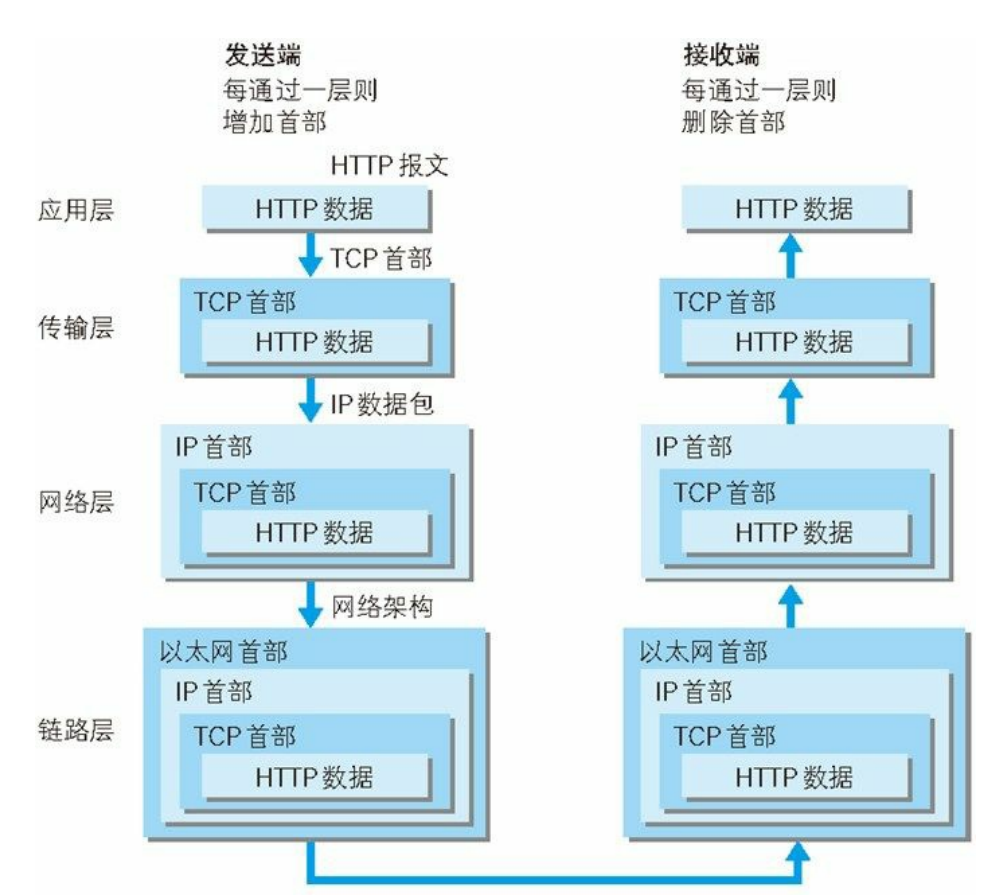 发送端
每通过一层则
增加首部
接收端
每通过一层则
删除首部
HTTP 报文
应用层
HTTP 数据
HTTP 数据
TCP 首部
传输层
TCP 首部
HTTP 数据
TCP 首部
HTTP 数据
IP 数据包
网络层
IP 首部
TCP 首部
HTTP 数据
IP 首部
TCP 首部
HTTP 数据
网络架构
链路层
以太网首部
IP 首部
TCP 首部
HTTP 数据
以太网首部
IP 首部
TCP 首部
HTTP 数据